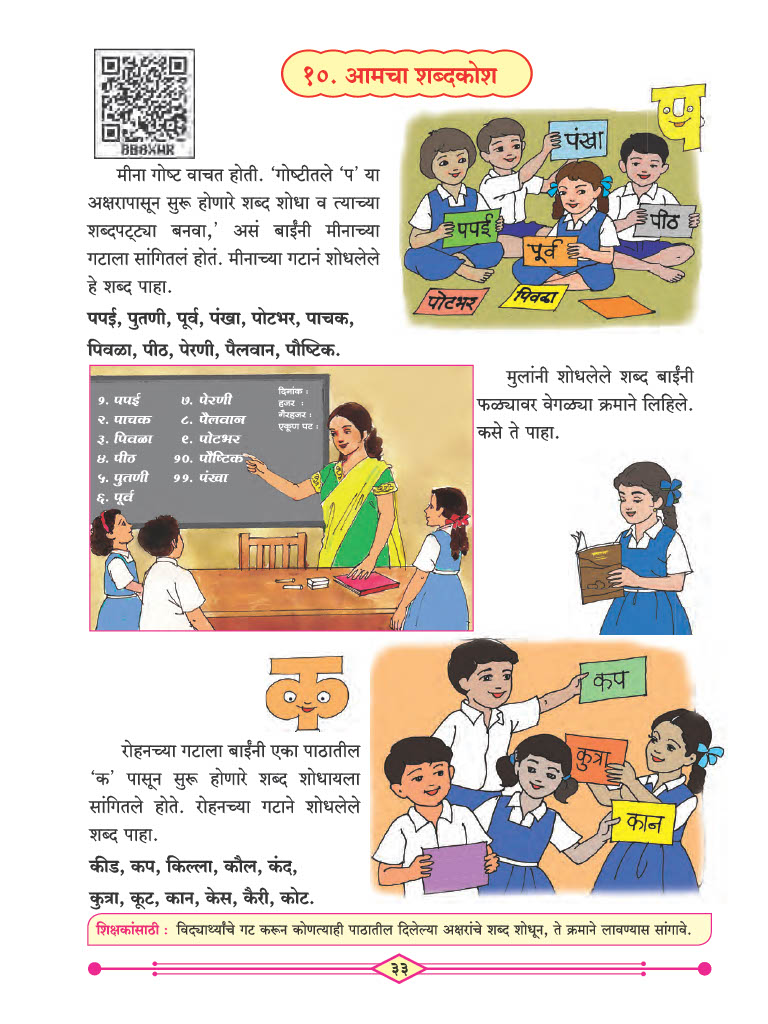 BB8XWR
१०. आमचा शब्दकोश
प
मीना गोष्ट वाचत होती. ‘गोष्टीतले ‘प’ या
अक्षरापासून सुरू होणारे शब्द शोधा व त्याच्या
शब्दपट्ट्या बनवा,’ असं बाईंनी मीनाच्या
गटाला सांगितलं होतं. मीनाच्या गटानं शोधलेले
हे शब्द पाहा.
पपई, पुतणी, पूर्व, पंखा, पोटभर, पाचक,
पिवळा, पीठ, पेरणी, पैलवान, पौष्टिक.
पंखा
पपई
पीठ
पूर्व
पोटभर
पिवळा
१. पपई
२. पाचक
३. पिवळा
४. पीठ
५. पुतणी
६. पूर्व
७. पेरणी
८. पैलवान
९. पोटभर
१०. पौष्टिक
११. पंखा
दिनांक :
हजर :
गैरहजर :
एकूण पट :
मुलांनी शोधलेले शब्द बाईंनी
फळ्यावर वेगळ्या क्रमाने लिहिले.
कसे ते पाहा.
क
रोहनच्या गटाला बाईंनी एका पाठातील
‘क’ पासून सुरू होणारे शब्द शोधायला
सांगितले होते. रोहनच्या गटाने शोधलेले
शब्द पाहा.
कीड, कप, किल्ला, कौल, कंद,
कुत्रा, कूट, कान, केस, कैरी, कोट.
कप
कुत्रा
कान
शिक्षकांसाठी : विद्यार्थ्यांचे गट करून कोणत्याही पाठातील दिलेल्या अक्षरांचे शब्द शोधून, ते क्रमाने लावण्यास सांगावे.
३३